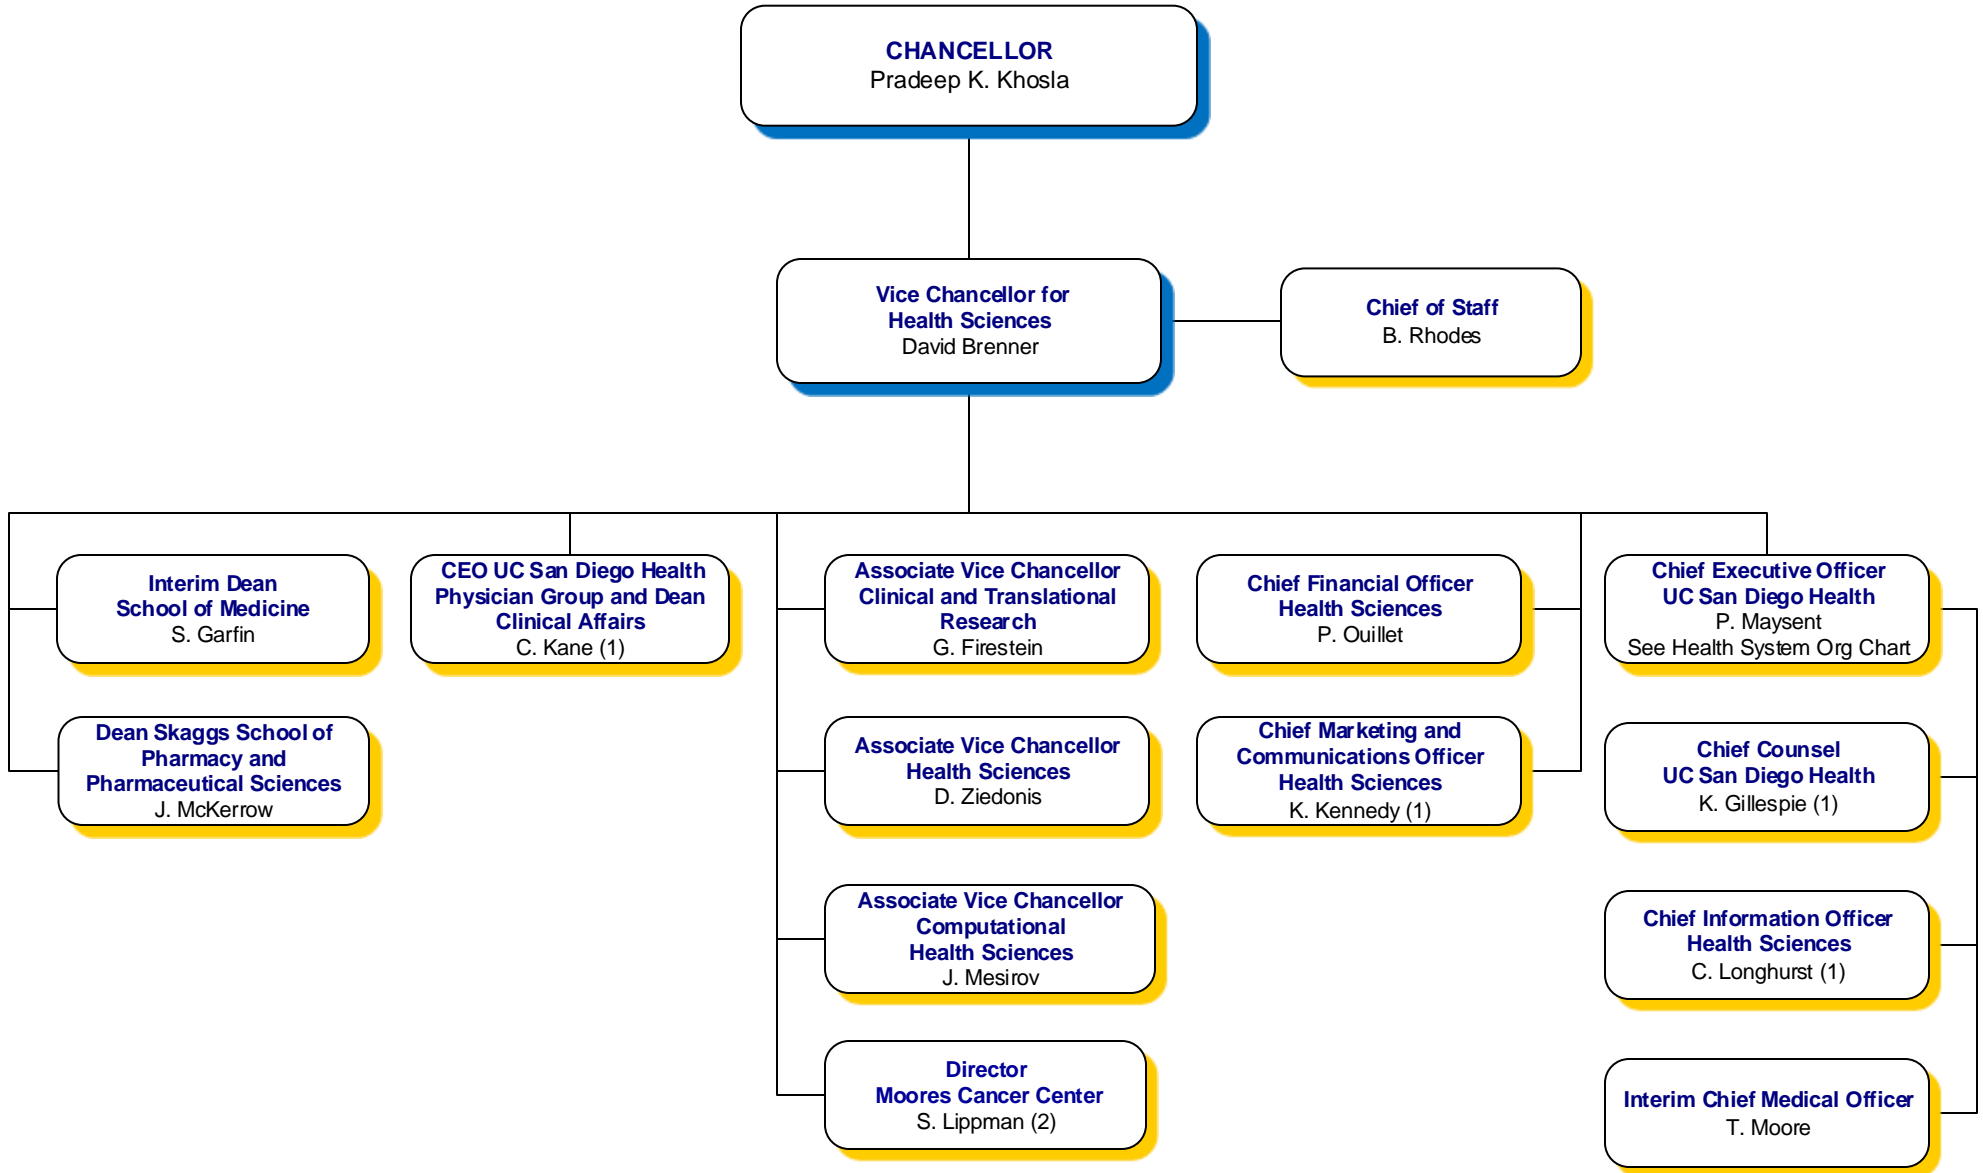 CHANCELLOR
Pradeep K. Khosla
Vice Chancellor for
Health Sciences
David Brenner
Chief of Staff
B. Rhodes
Interim Dean
School of Medicine
S. Garfin
CEO UC San Diego Health
Physician Group and Dean
Clinical Affairs
C. Kane (1)
Associate Vice Chancellor
Clinical and Translational
Research
G. Firestein
Chief Financial Officer
Health Sciences
P. Ouillet
Chief Executive Officer
UC San Diego Health
P. Maysent
See Health System Org Chart
Dean Skaggs School of
Pharmacy and
Pharmaceutical Sciences
J. McKerrow
Associate Vice Chancellor
Health Sciences
D. Ziedonis
Chief Marketing and
Communications Officer
Health Sciences
K. Kennedy (1)
Chief Counsel
UC San Diego Health
K. Gillespie (1)
Associate Vice Chancellor
Computational
Health Sciences
J. Mesirov
Chief Information Officer
Health Sciences
C. Longhurst (1)
Director
Moores Cancer Center
S. Lippman (2)
Interim Chief Medical Officer
T. Moore